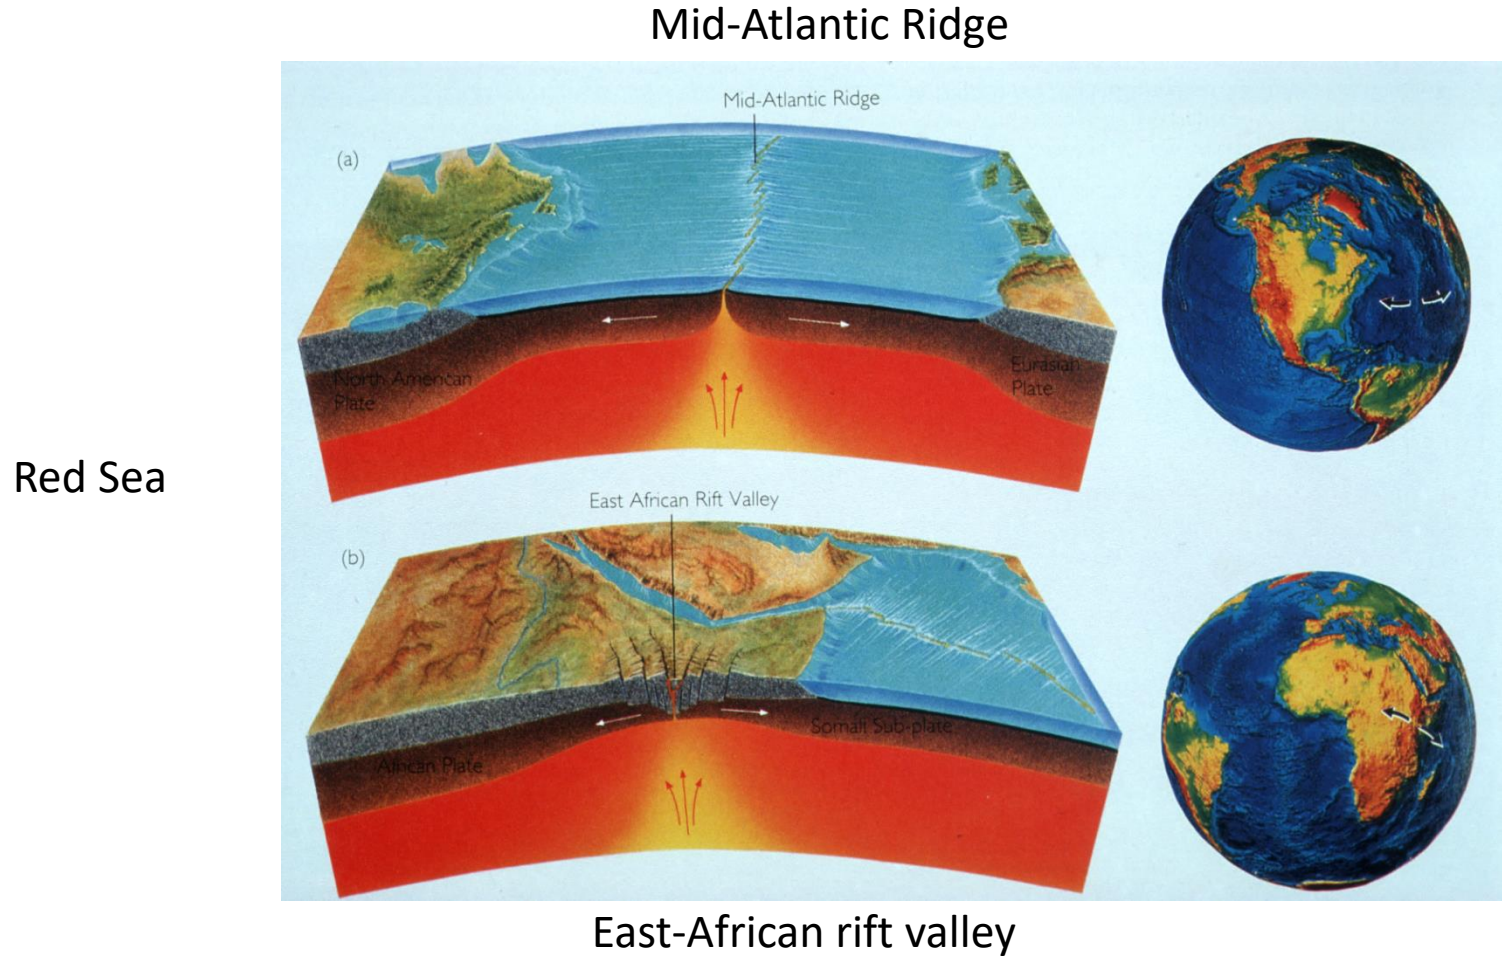 Mid-Atlantic Ridge
Mid-Atlantic Ridge
(a)
North American
Plate
Eurasian
Plate
Red Sea
East African Rift Valley
(b)
Somali Sub-plate
African Plate
East-African rift valley